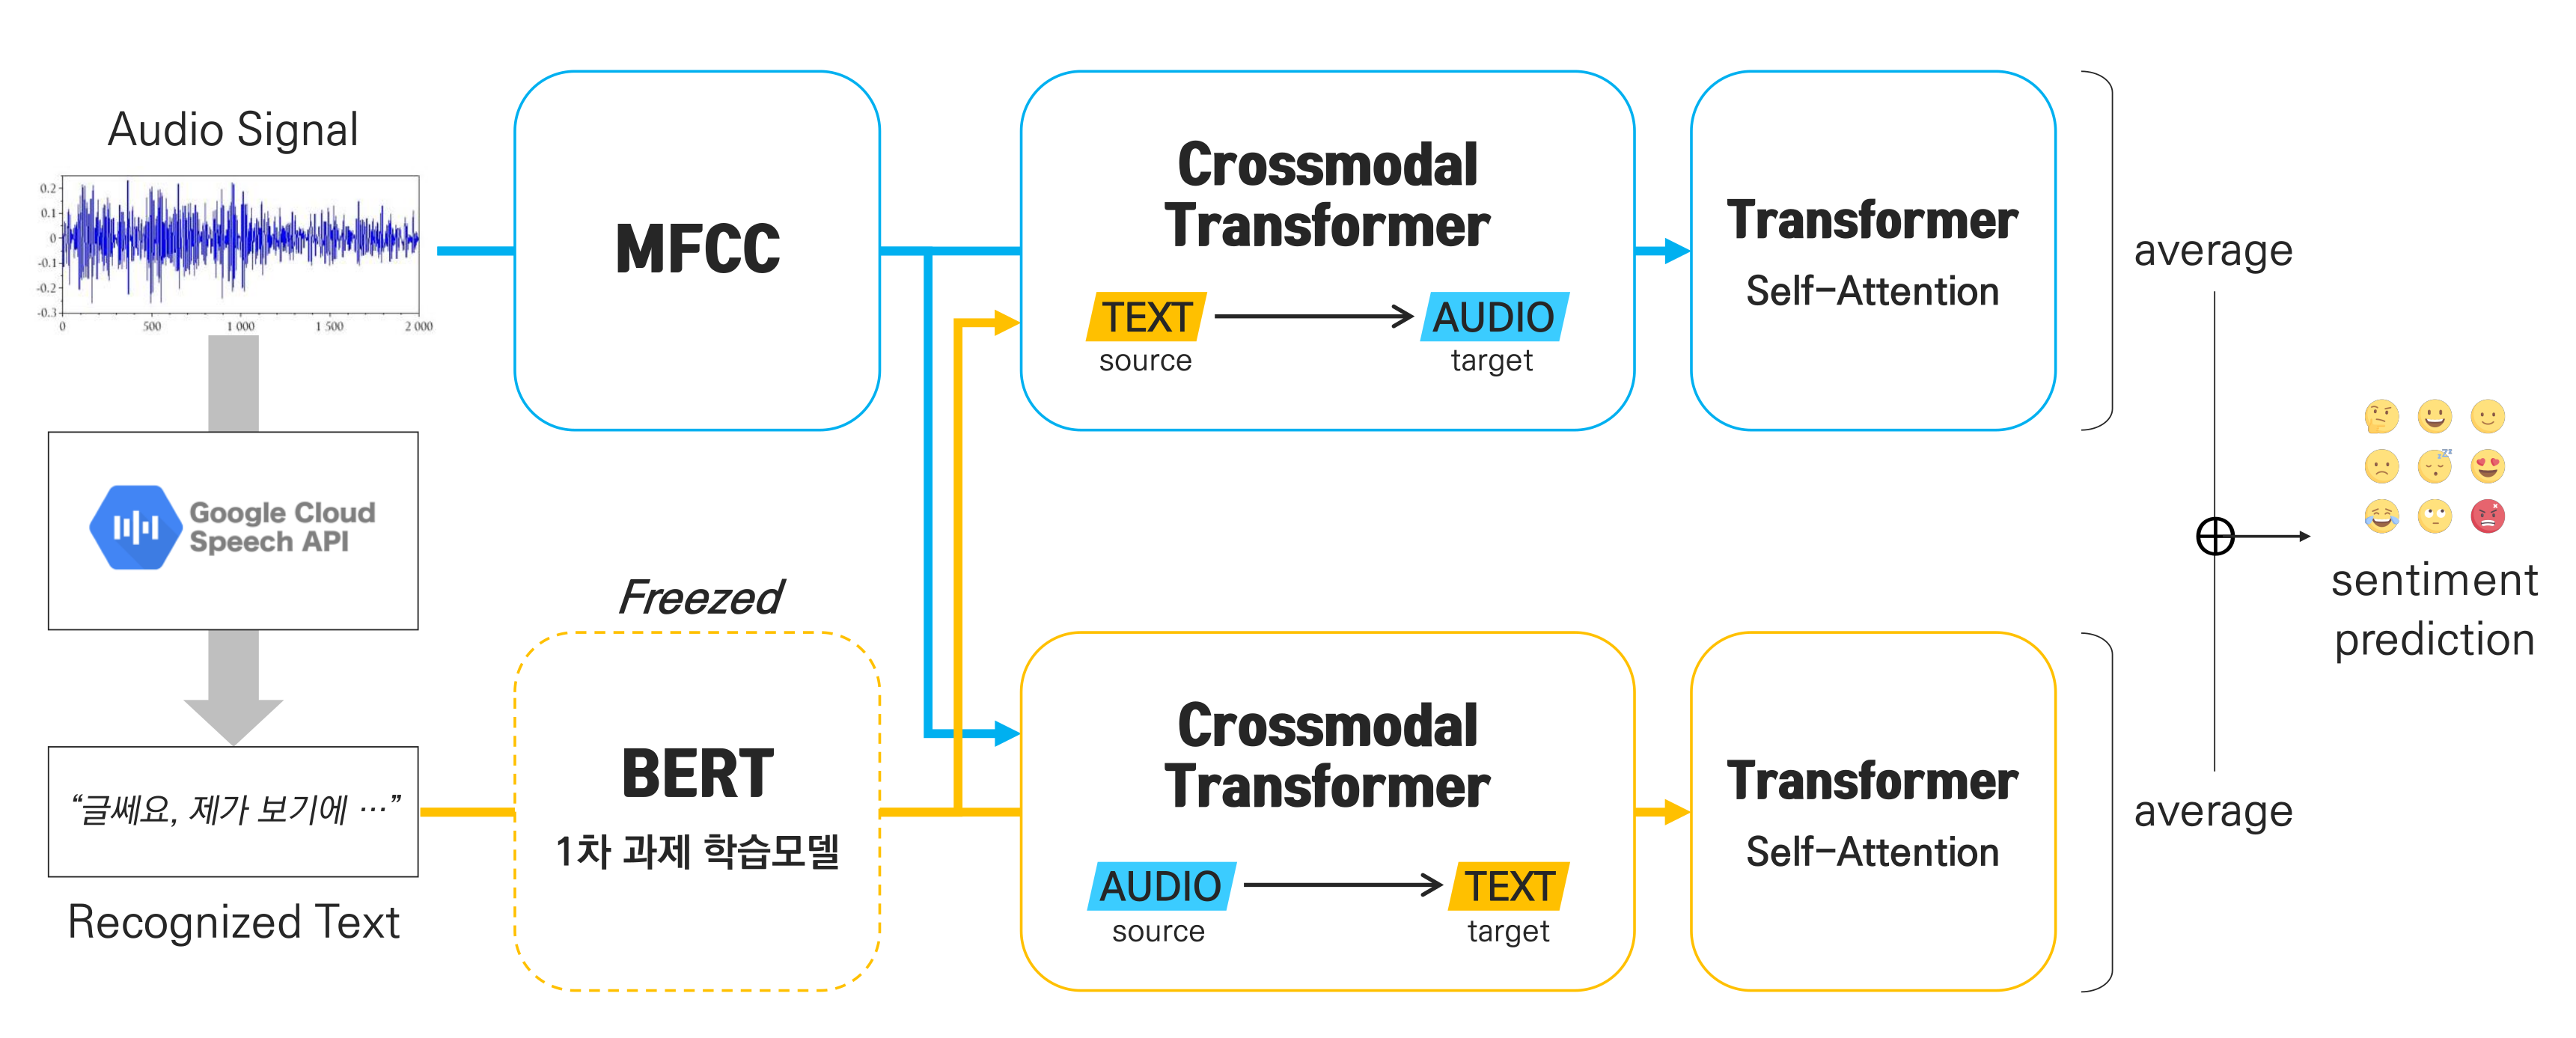 Audio Signal
0.2
0.1
0
-0.1
-0.2
-0.3
0
500
1 000
1 500
2 000
Google Cloud
Speech API
“글쎄요, 제가 보기에 ⋯”
Recognized Text
MFCC
Freezed
BERT
1차 과제 학습모델
Crossmodal
Transformer
TEXT
AUDIO
source
target
Transformer
Self-Attention
average
Crossmodal
Transformer
AUDIO
TEXT
source
target
Transformer
Self-Attention
average
sentiment
prediction